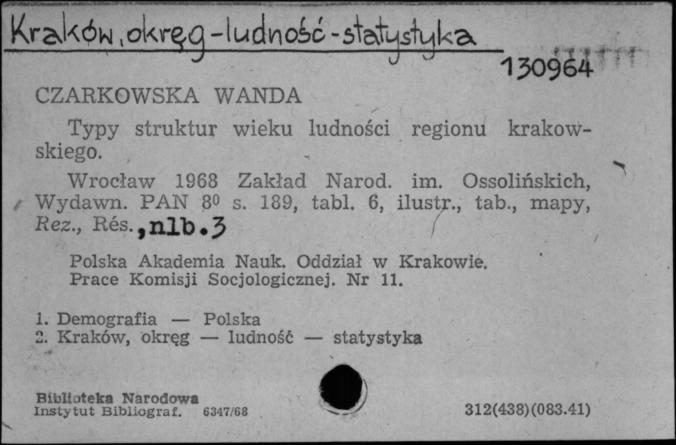 Kraków, okręg - ludność - statystyka
130964
CZARKOWSKA WANDA
Typy struktur wieku ludności regionu krakow-
skiego.
Wrocław 1968 Zakład Narod. im. Ossolińskich,
Wydawn. PAN 8⁰ s. 189, tabl. 6, ilustr., tab., mapy,
Rez., Rés., nlb. 3
Polska Akademia Nauk. Oddział w Krakowie.
Prace Komisji Socjologicznej. Nr 11.
1. Demografia — Polska
2. Kraków, okręg — ludność — statystyka
Biblioteka Narodowa
Instytut Bibliograf. 6347/68
312(438)(083.41)